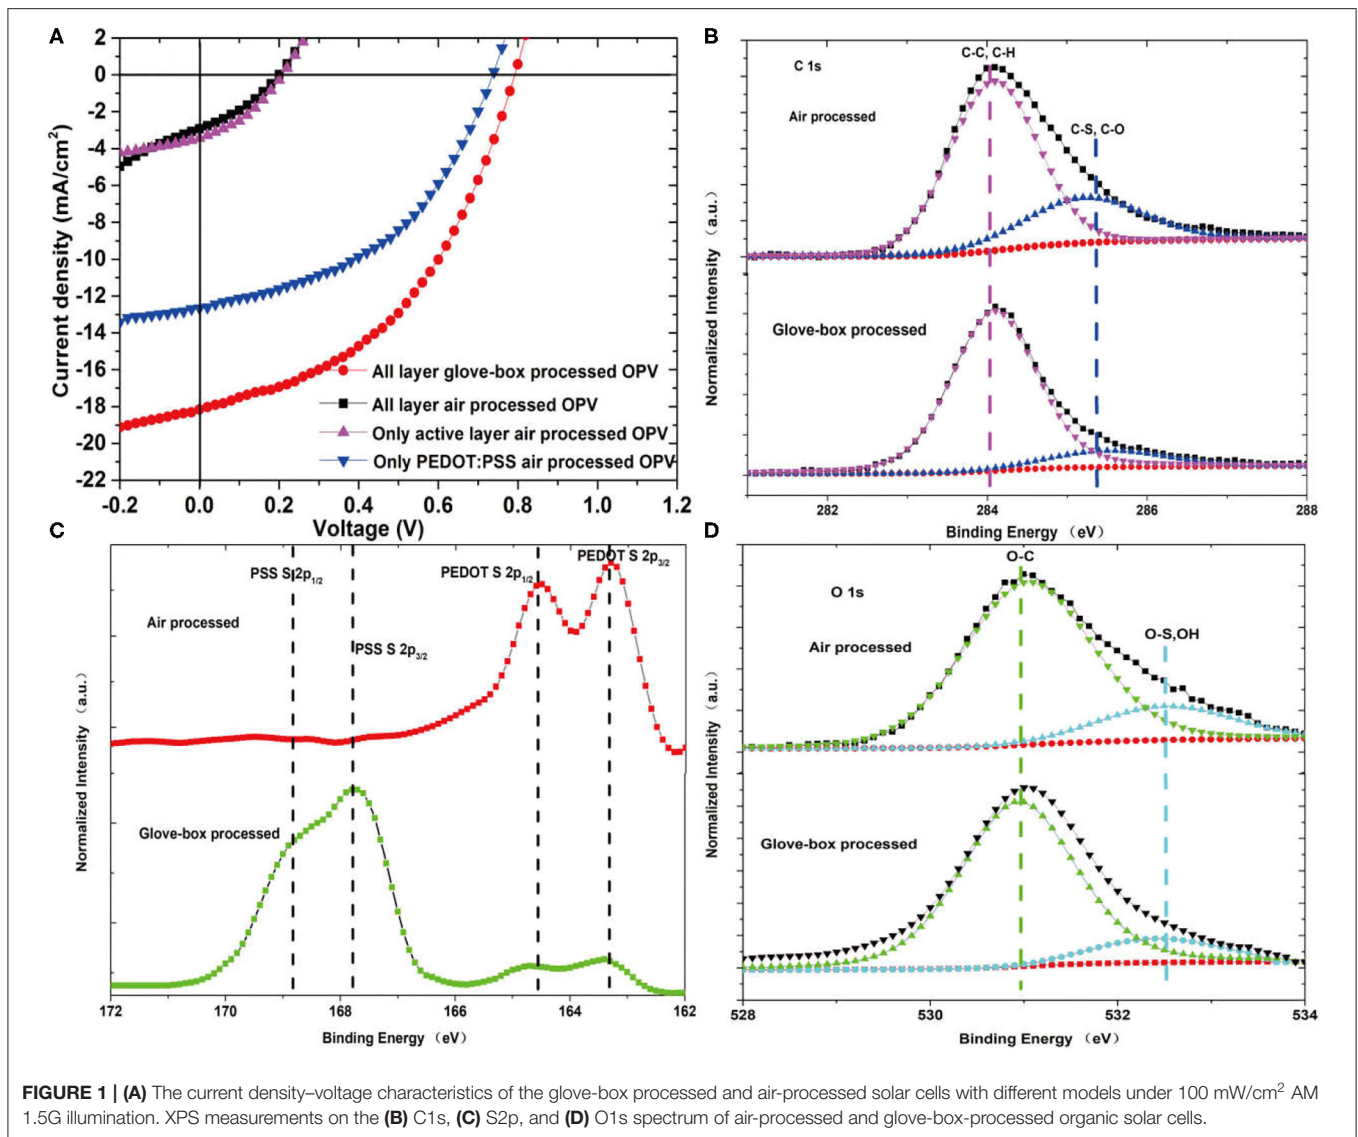 A
2
0
-2
-4
-6
-8
-10
-12
-14
-16
-18
-20
-22
Current density (mA/cm²)
-0.2 0.0 0.2 0.4 0.6 0.8 1.0 1.2
Voltage (V)
All layer glove-box processed OPV
All layer air processed OPV
Only active layer air processed OPV
Only PEDOT:PSS air processed OPV
B
C 1s
C-C, C-H
Air processed
C-S, C-O
Glove-box processed
Normalized Intensity（a.u.）
282 284 286 288
Binding Energy （eV）
C
PSS S 2p1/2
PEDOT S 2p1/2
PEDOT S 2p3/2
Air processed
PSS S 2p3/2
Glove-box processed
Normalized Intensity （a.u.）
172 170 168 166 164 162
Binding Energy （eV）
D
O-C
O 1s
O-S,OH
Air processed
Glove-box processed
Normalized Intensity （a.u.）
528 530 532 534
Binding Energy （eV）
FIGURE 1 | (A) The current density–voltage characteristics of the glove-box processed and air-processed solar cells with different models under 100 mW/cm² AM
1.5G illumination. XPS measurements on the (B) C1s, (C) S2p, and (D) O1s spectrum of air-processed and glove-box-processed organic solar cells.